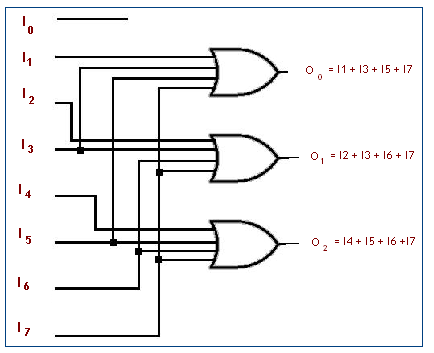 I0
I1
O0 = I1 + I3 + I5 + I7
I2
I3
O1 = I2 + I3 + I6 + I7
I4
I5
O2 = I4 + I5 + I6 +I7
I6
I7